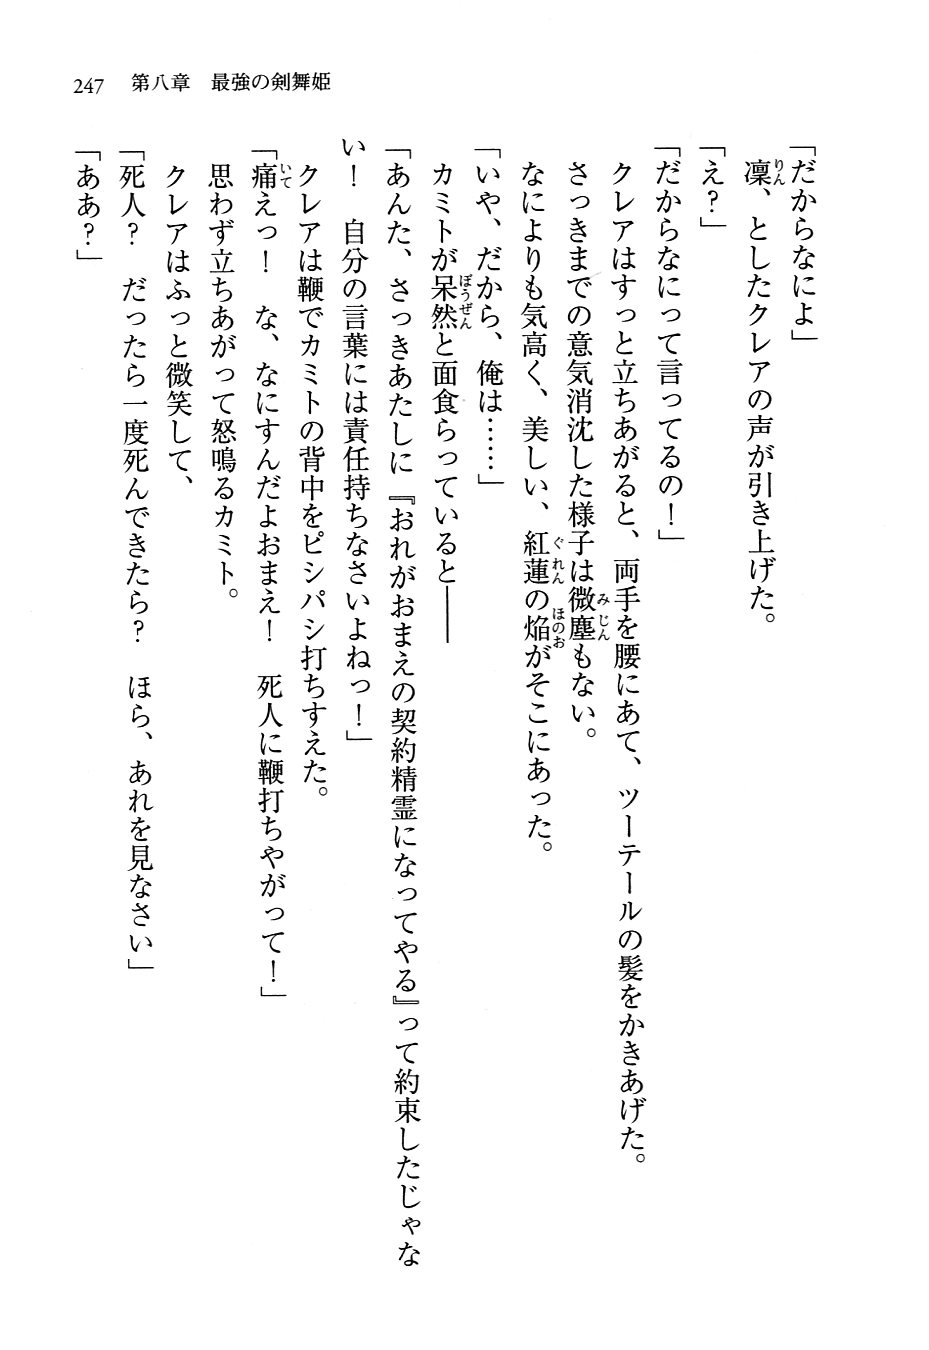 247　第八章　最強の剣舞姫
「だからなによ」
　凜、としたクレアの声が引き上げた。
「え？」
「だからなにって言ってるの！」
　クレアはすっと立ちあがると、両手を腰にあて、ツーテールの髪をかきあげた。
　さっきまでの意気消沈した様子は微塵もない。
　なによりも気高く、美しい、紅蓮の焔がそこにあった。
「いや、だから、俺は……」
　カミトが呆然と面食らっていると――
「あんた、さっきあたしに『おれがおまえの契約精霊になってやる』って約束したじゃな
い！　自分の言葉には責任持ちなさいよねっ！」
　クレアは鞭でカミトの背中をピシパシ打ちすえた。
「痛えっ！　な、なにすんだよおまえ！　死人に鞭打ちやがって！」
　思わず立ちあがって怒鳴るカミト。
　クレアはふっと微笑して、
「死人？　だったら一度死んできたら？　ほら、あれを見なさい」
「ああ？」